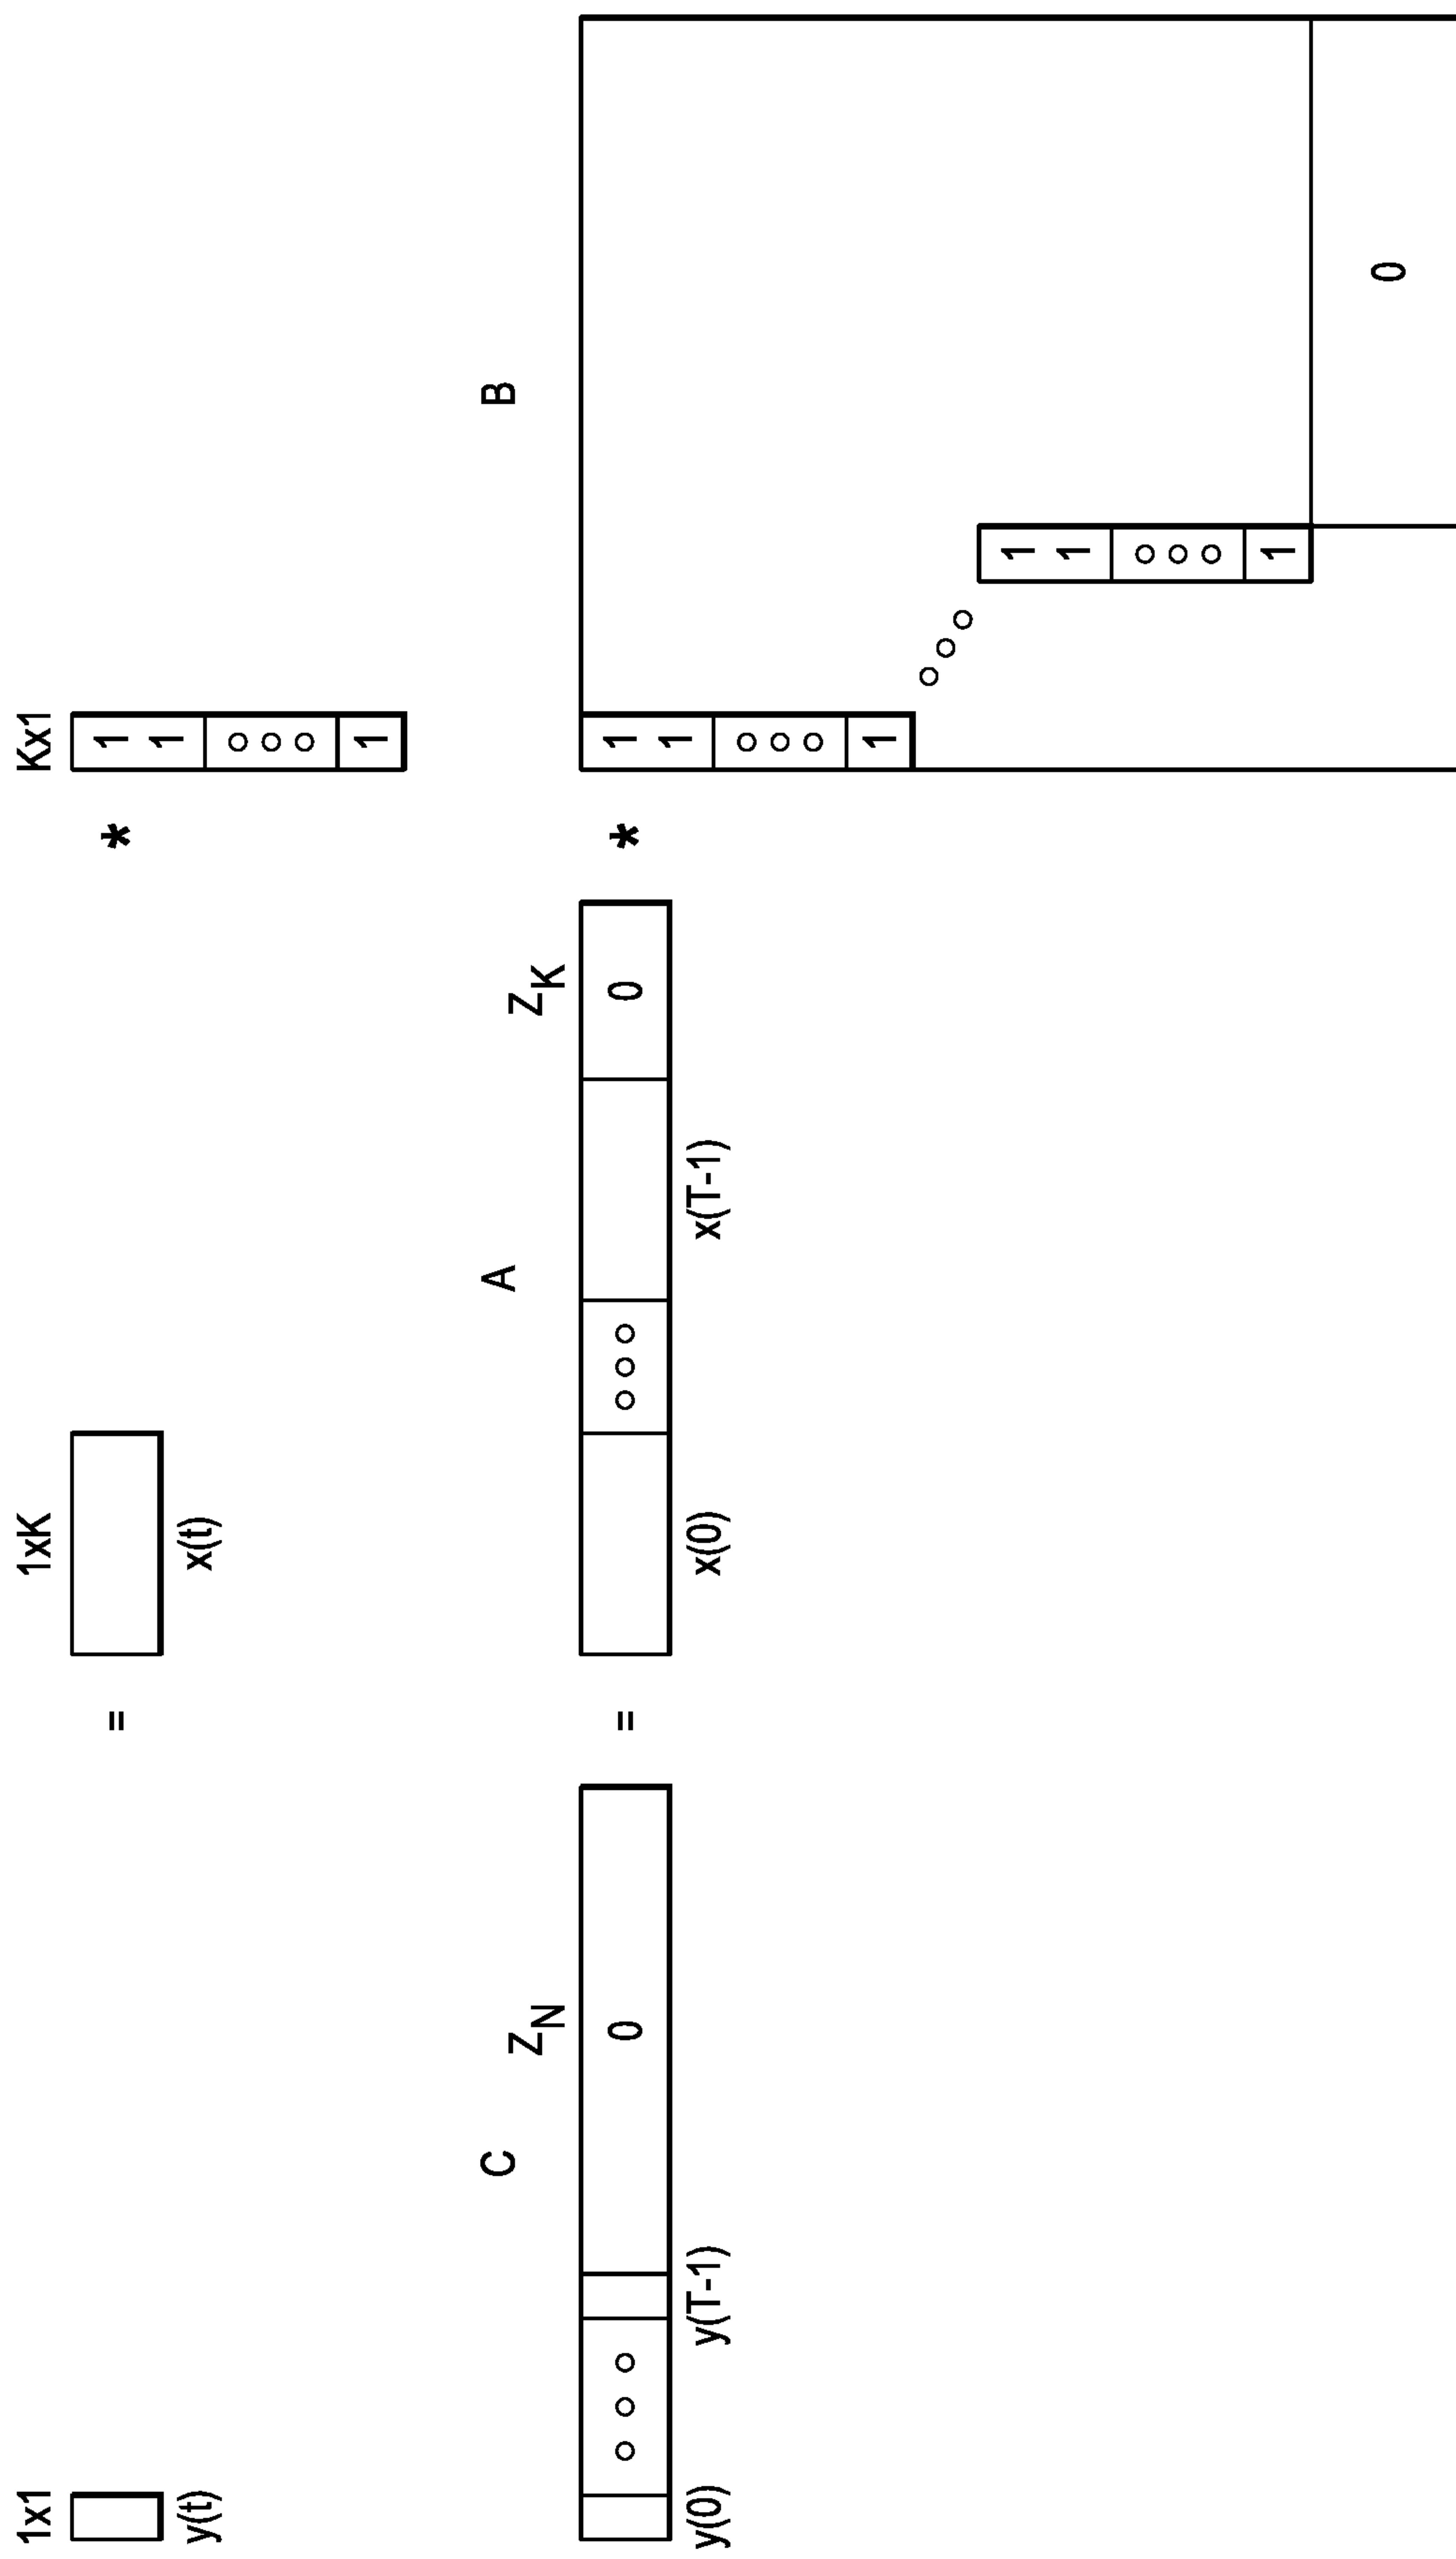 1x1 1xK Kx1
= * 1
1
y(t) x(t) 1
C A B
Z_N Z_K
0 = 0 * 1
1
y(0) y(T-1) x(0) x(T-1)
1
1
1
1
0